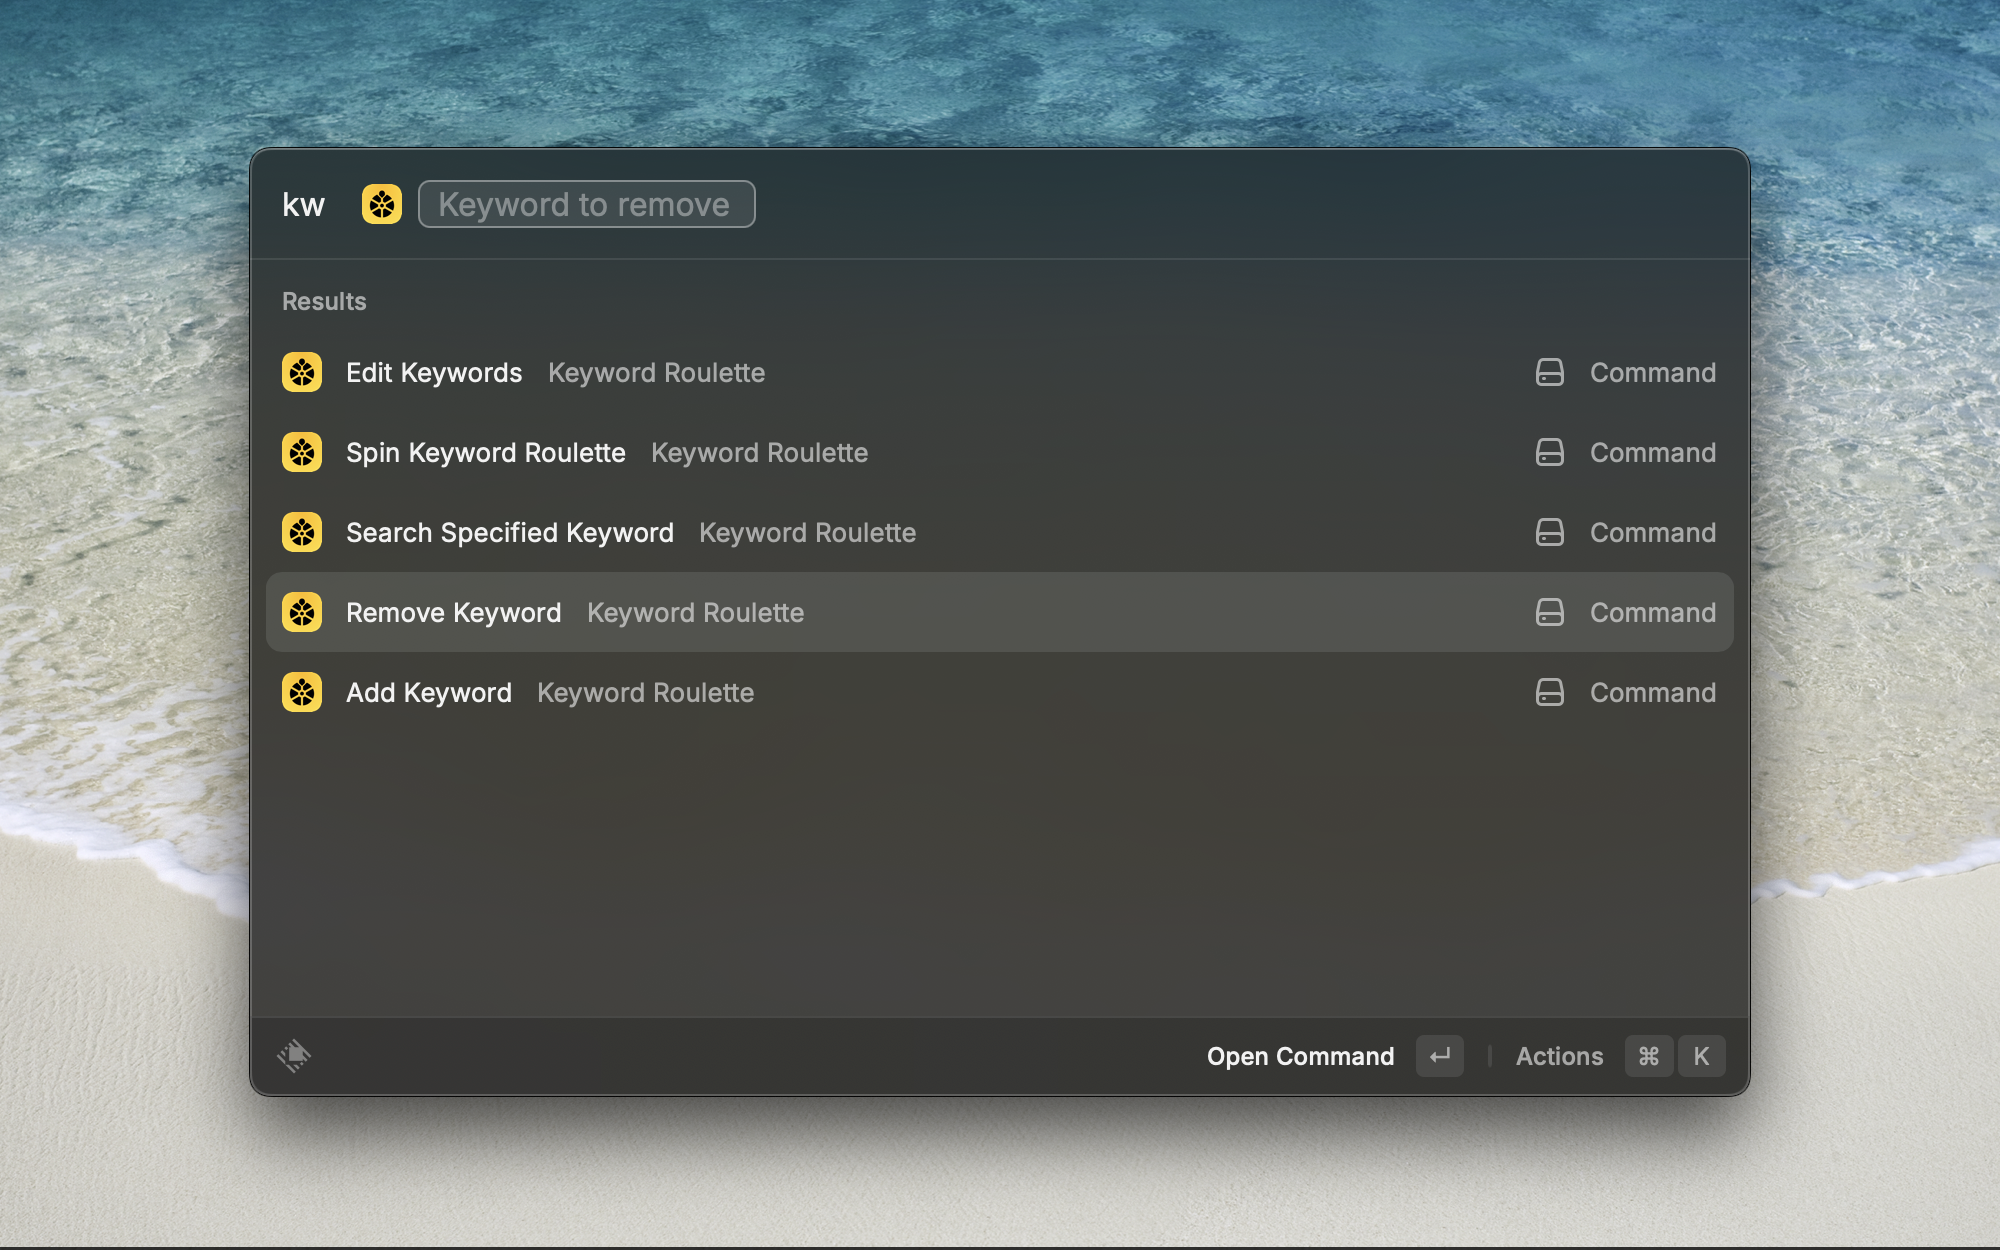 kw Keyword to remove
Results
Edit Keywords Keyword Roulette Command
Spin Keyword Roulette Keyword Roulette Command
Search Specified Keyword Keyword Roulette Command
Remove Keyword Keyword Roulette Command
Add Keyword Keyword Roulette Command
Open Command ↵ Actions ⌘ K